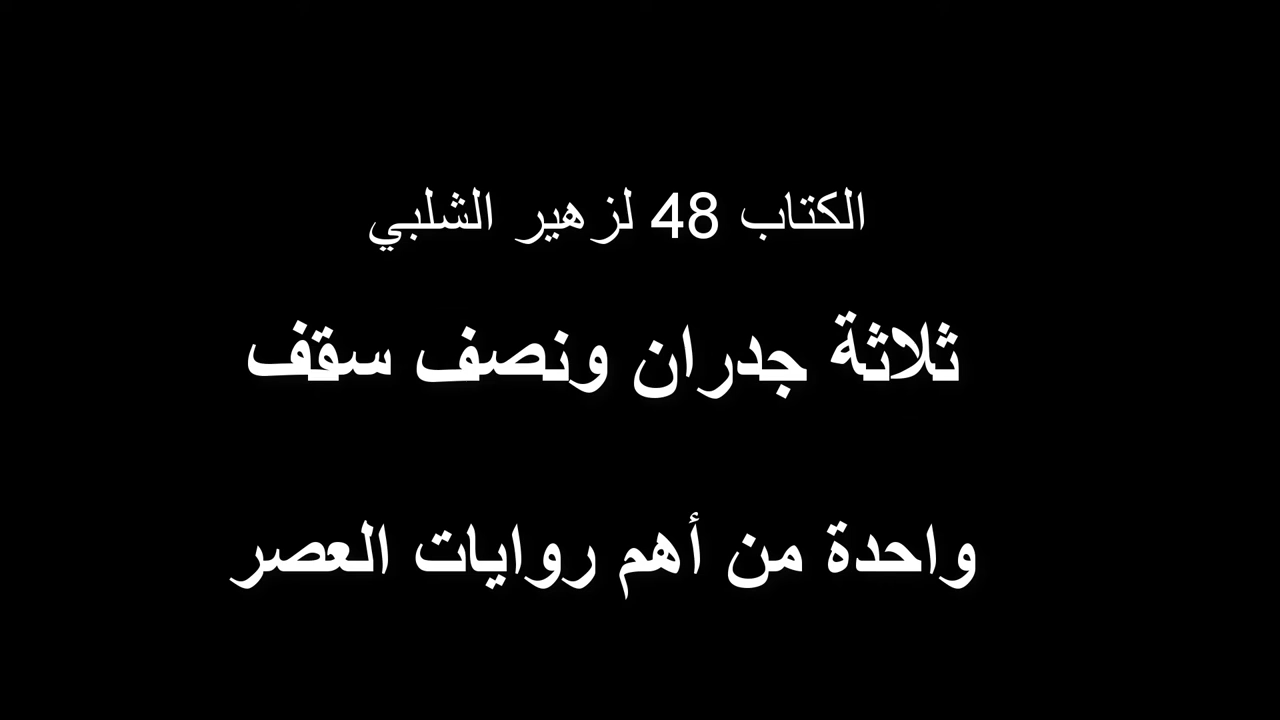 الكتاب 48 لزهير الشلبي
ثلاثة جدران ونصف سقف
واحدة من أهم روايات العصر